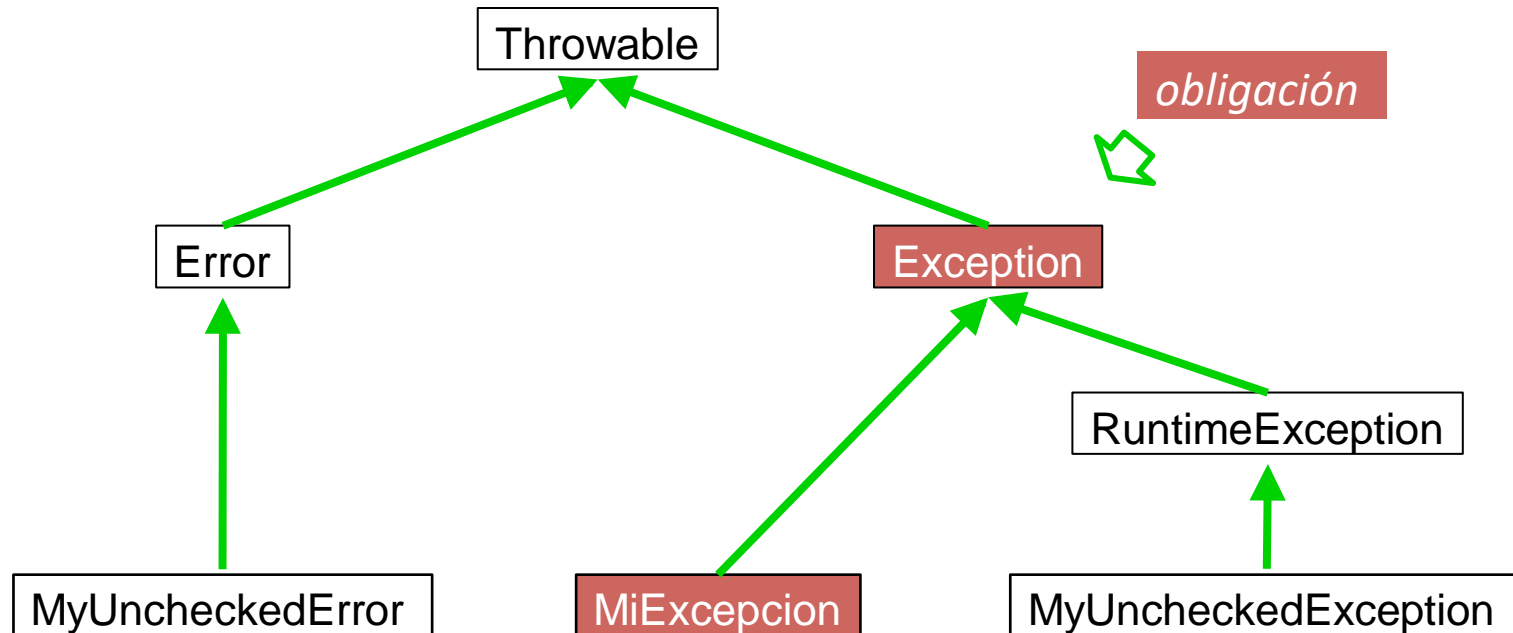 Throwable
obligación
Error
Exception
RuntimeException
MyUncheckedError
MiExcepcion
MyUncheckedException